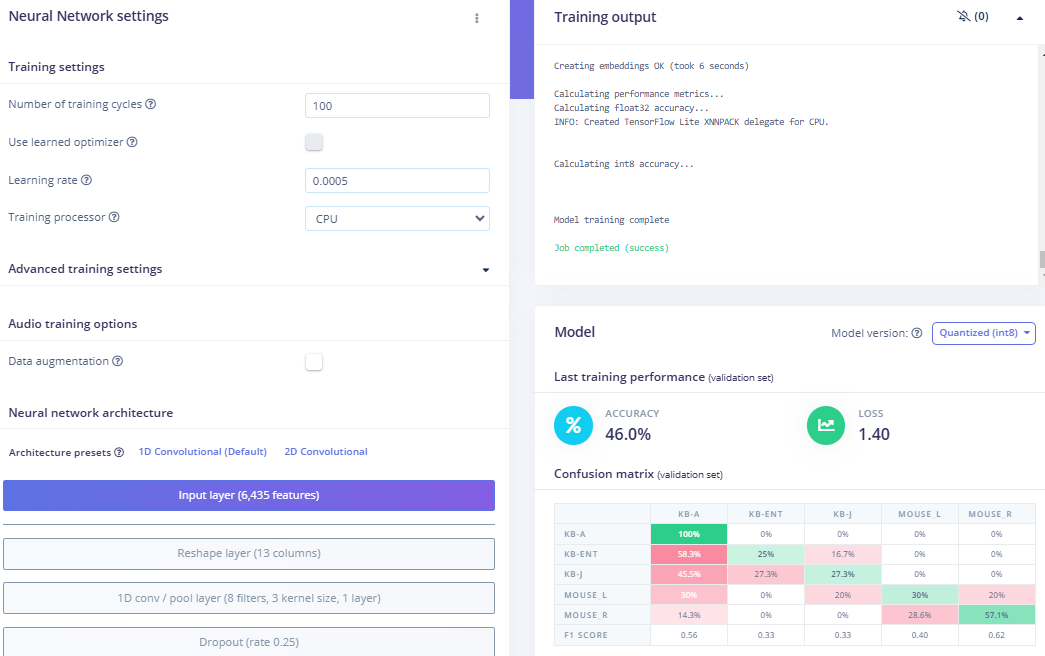 Neural Network settings
Training settings
Number of training cycles
100
Use learned optimizer
Learning rate
0.0005
Training processor
CPU
Advanced training settings
Audio training options
Data augmentation
Neural network architecture
Architecture presets 1D Convolutional (Default) 2D Convolutional
Input layer (6,435 features)
Reshape layer (13 columns)
1D conv / pool layer (8 filters, 3 kernel size, 1 layer)
Dropout (rate 0.25)
Training output (0)
Creating embeddings OK (took 6 seconds)
Calculating performance metrics...
Calculating float32 accuracy...
INFO: Created TensorFlow Lite XNNPACK delegate for CPU.
Calculating int8 accuracy...
Model training complete
Job completed (success)
Model Model version: Quantized (int8)
Last training performance (validation set)
% ACCURACY
46.0%
LOSS
1.40
Confusion matrix (validation set)
KB-A KB-ENT KB-J MOUSE_L MOUSE_R
KB-A 100% 0% 0% 0% 0%
KB-ENT 58.3% 25% 16.7% 0% 0%
KB-J 45.5% 27.3% 27.3% 0% 0%
MOUSE_L 30% 0% 20% 30% 20%
MOUSE_R 14.3% 0% 0% 28.6% 57.1%
F1 SCORE 0.56 0.33 0.33 0.40 0.62